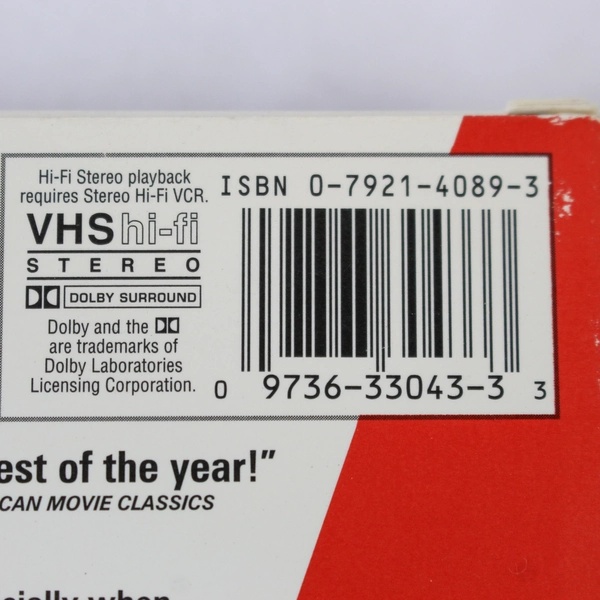 Hi-Fi Stereo playback
requires Stereo Hi-Fi VCR.
VHS hi-fi
STEREO
DOLBY SURROUND
Dolby and the
are trademarks of
Dolby Laboratories
Licensing Corporation.
ISBN 0-7921-4089-3
0 9736-33043-3 3
est of the year!”
CAN MOVIE CLASSICS
cially when